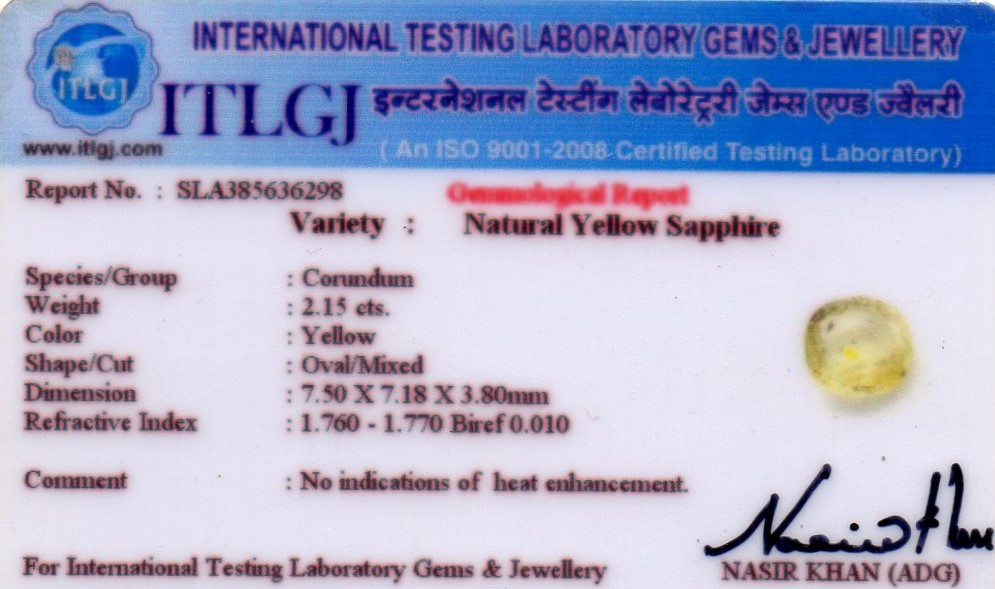 INTERNATIONAL TESTING LABORATORY GEMS & JEWELLERY
ITLGJ
ITLGJ
इन्टरनेशनल टेस्टींग लेबोरेट्ररी जेम्स एण्ड ज्वैलरी
www.itlgj.com
( An ISO 9001-2008 Certified Testing Laboratory)
Report No. : SLA385636298
Gemmological Report
Variety : Natural Yellow Sapphire
Species/Group : Corundum
Weight : 2.15 cts.
Color : Yellow
Shape/Cut : Oval/Mixed
Dimension : 7.50 X 7.18 X 3.80mm
Refractive Index : 1.760 - 1.770 Biref 0.010
Comment : No indications of heat enhancement.
For International Testing Laboratory Gems & Jewellery
NASIR KHAN (ADG)